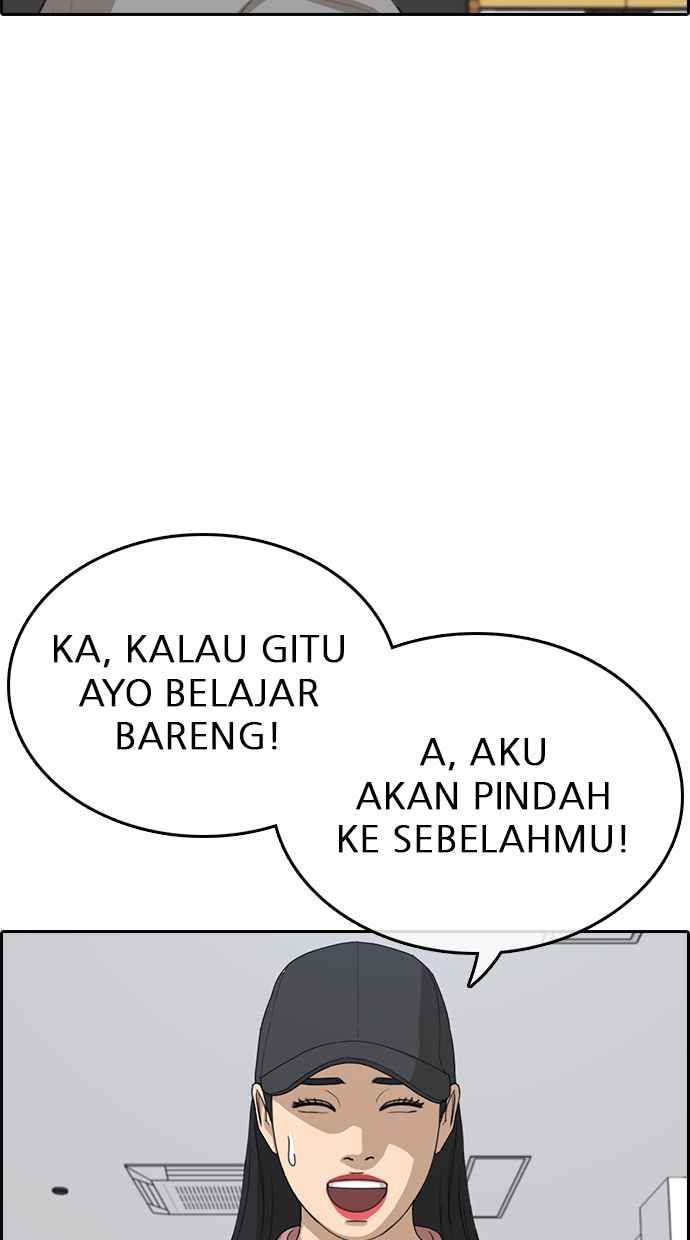 KA, KALAU GITU
AYO BELAJAR
BARENG!
A, AKU
AKAN PINDAH
KE SEBELAHMU!